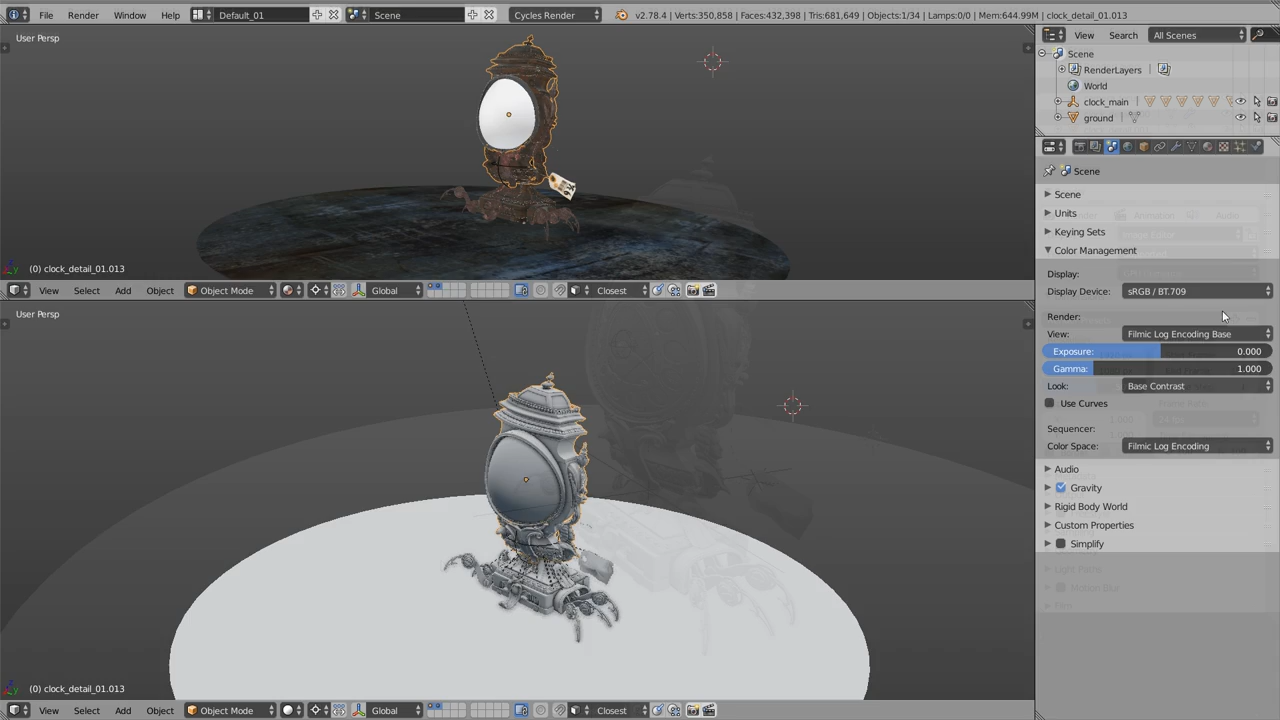 File Render Window Help Default_01 Scene Cycles Render v2.78.4 | Verts:350,858 | Faces:432,398 | Tris:681,649 | Objects:1/34 | Lamps:0/0 | Mem:644.99M | clock_detail_01.013
User Persp
View Search All Scenes
Scene
RenderLayers |
World
clock_main |
ground |
Scene
Scene
Units
Keying Sets
Color Management
Display:
(0) clock_detail_01.013
Display Device: sRGB / BT.709
View Select Add Object Object Mode Global Closest
User Persp
Render:
View: Filmic Log Encoding Base
Exposure: 0.000
Gamma: 1.000
Look: Base Contrast
Use Curves
Sequencer:
Color Space: Filmic Log Encoding
Audio
Gravity
Rigid Body World
Custom Properties
Simplify
Light Paths
Motion Blur
Film
(0) clock_detail_01.013
View Select Add Object Object Mode Global Closest